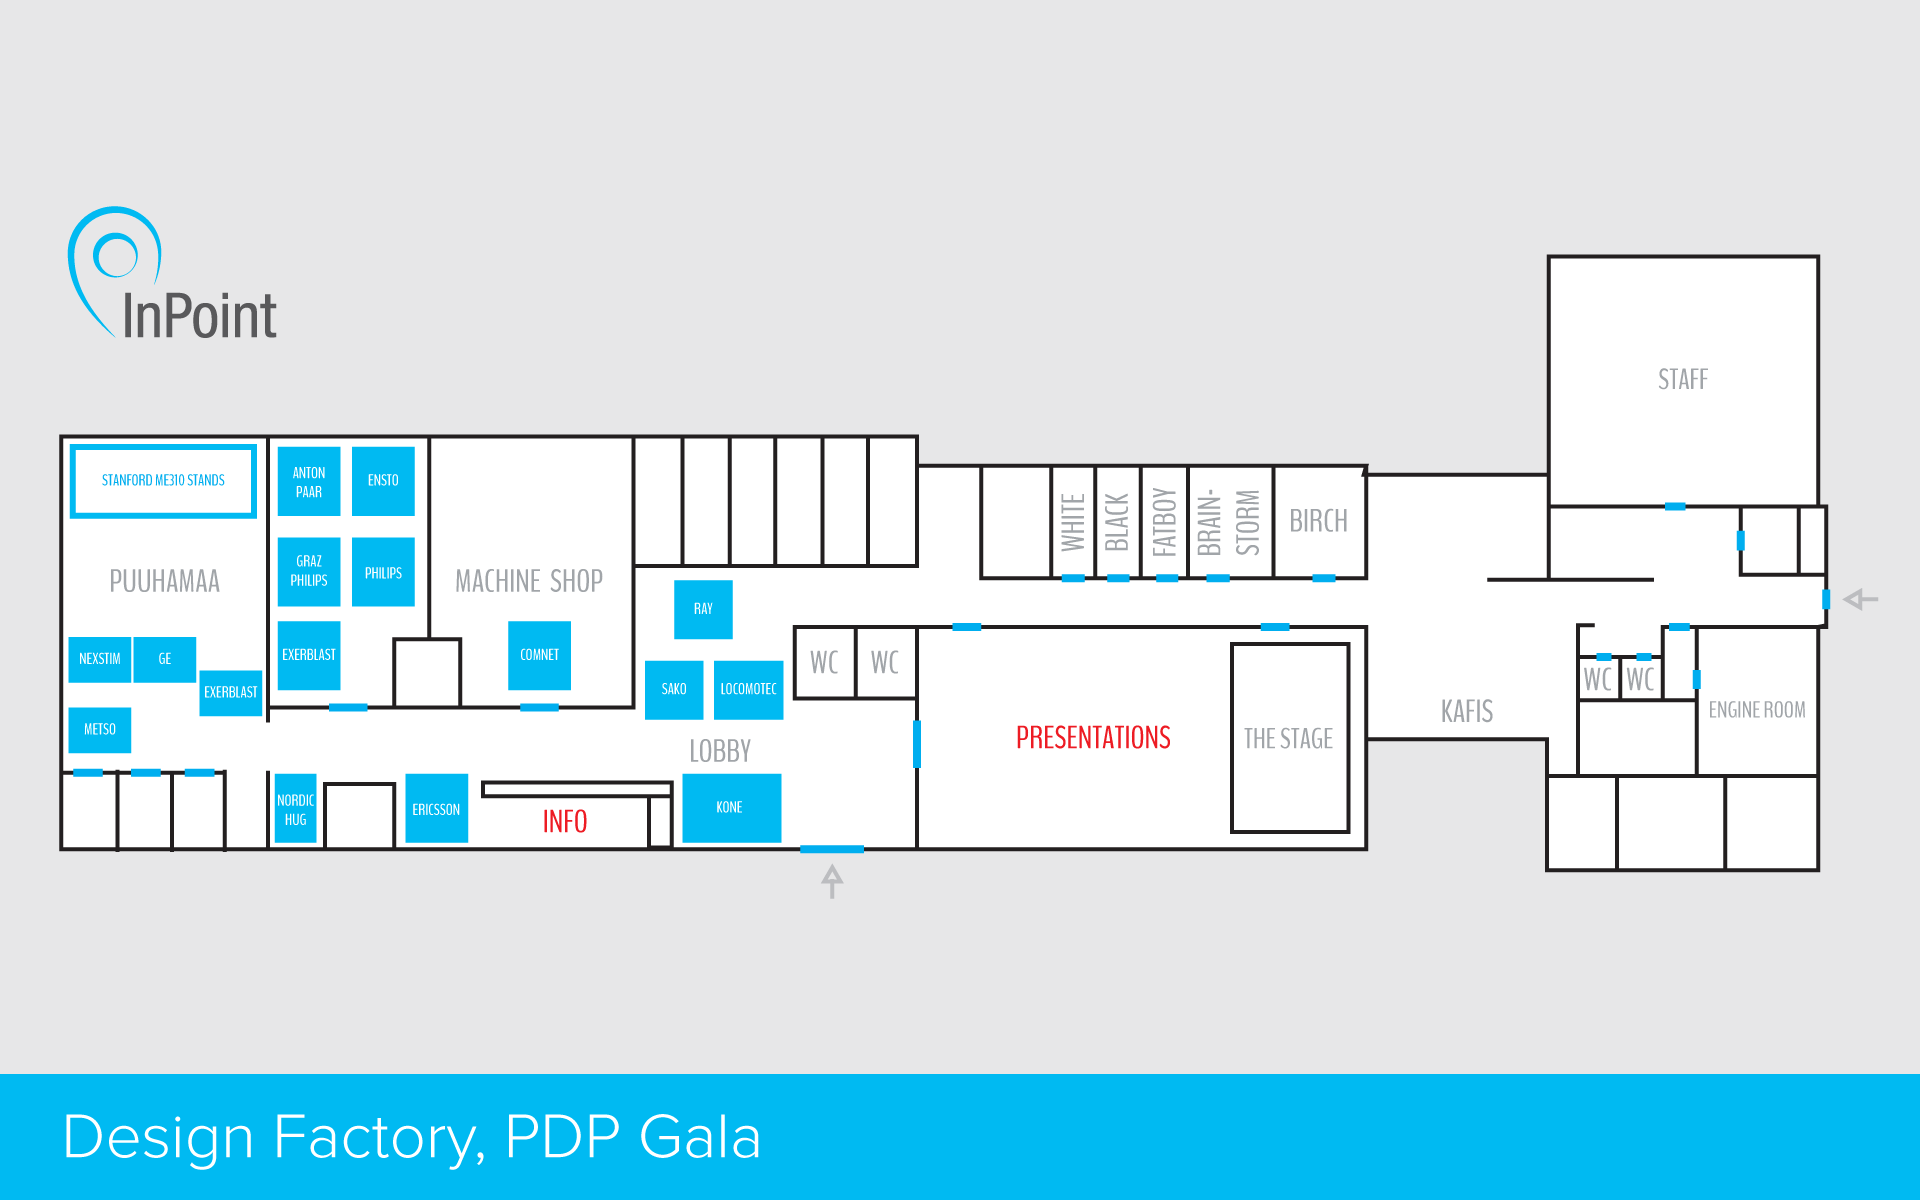 InPoint
STAFF
STANFORD ME310 STANDS
ANTON
PAAR
ENSTO
WHITE
BLACK
FATBOY
BRAIN-
STORM
BIRCH
PUUHAMAA
GRAZ
PHILIPS
PHILIPS
MACHINE SHOP
RAY
NEXSTIM
GE
EXERBLAST
EXERBLAST
COMNET
SAKO
LOCOMOTEC
WC
WC
WC
WC
METSO
LOBBY
PRESENTATIONS
THE STAGE
KAFIS
ENGINE ROOM
NORDIC
HUG
ERICSSON
INFO
KONE
Design Factory, PDP Gala